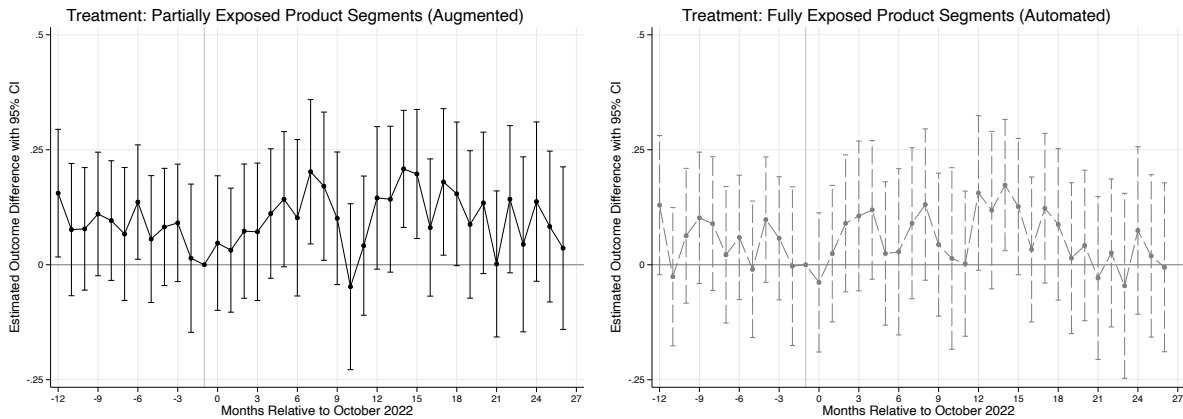 Treatment: Partially Exposed Product Segments (Augmented)
Estimated Outcome Difference with 95% CI
.5
.25
0
-.25
-12 -9 -6 -3 0 3 6 9 12 15 18 21 24 27
Months Relative to October 2022
Treatment: Fully Exposed Product Segments (Automated)
Estimated Outcome Difference with 95% CI
.5
.25
0
-.25
-12 -9 -6 -3 0 3 6 9 12 15 18 21 24 27
Months Relative to October 2022